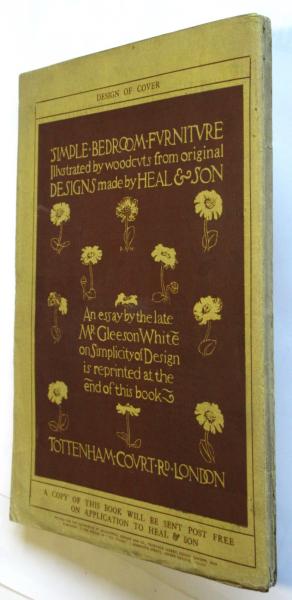 DESIGN OF COVER
SIMPLE·BEDROOM·FVRNITVRE
Illustrated by woodcvts from original
DESIGNS made by HEAL & SON
An essay by the late
Mr Gleeson White
on Simplicity of Design
is reprinted at the
end of this book
TOTTENHAM·COVRT·RD·LONDON
A COPY OF THIS BOOK WILL BE SENT POST FREE
ON APPLICATION TO HEAL & SON